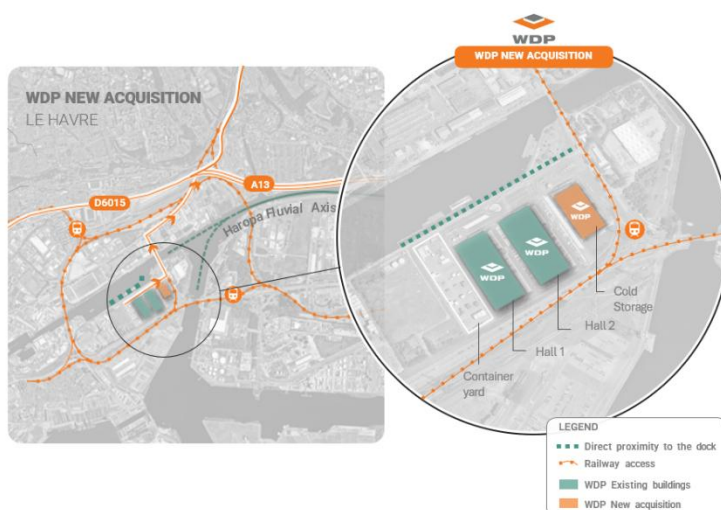 WDP
WDP NEW ACQUISITION
WDP NEW ACQUISITION
LE HAVRE
D6015
A13
Haropa Fluvial Axis
WDP
WDP
WDP
Cold
Storage
Hall 2
Hall 1
Container
yard
LEGEND
Direct proximity to the dock
Railway access
WDP Existing buildings
WDP New acquisition